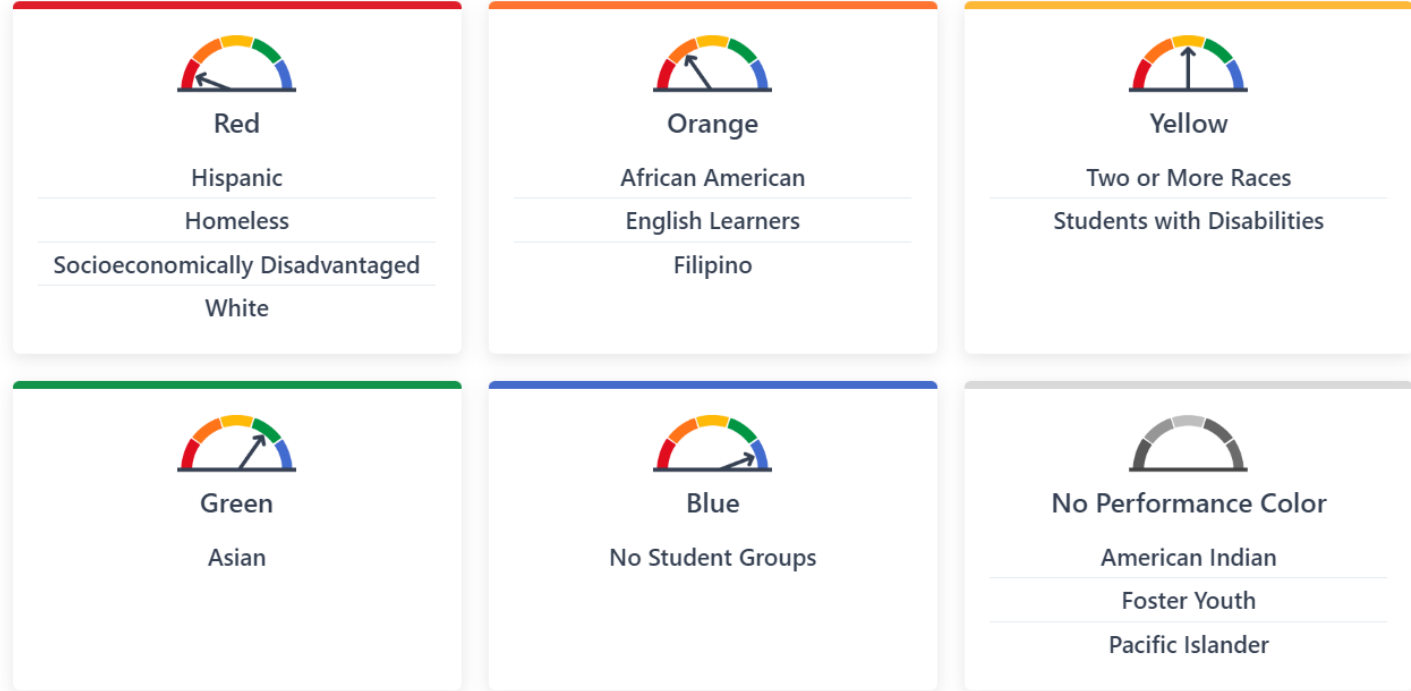 Red
Hispanic
Homeless
Socioeconomically Disadvantaged
White
Orange
African American
English Learners
Filipino
Yellow
Two or More Races
Students with Disabilities
Green
Asian
Blue
No Student Groups
No Performance Color
American Indian
Foster Youth
Pacific Islander